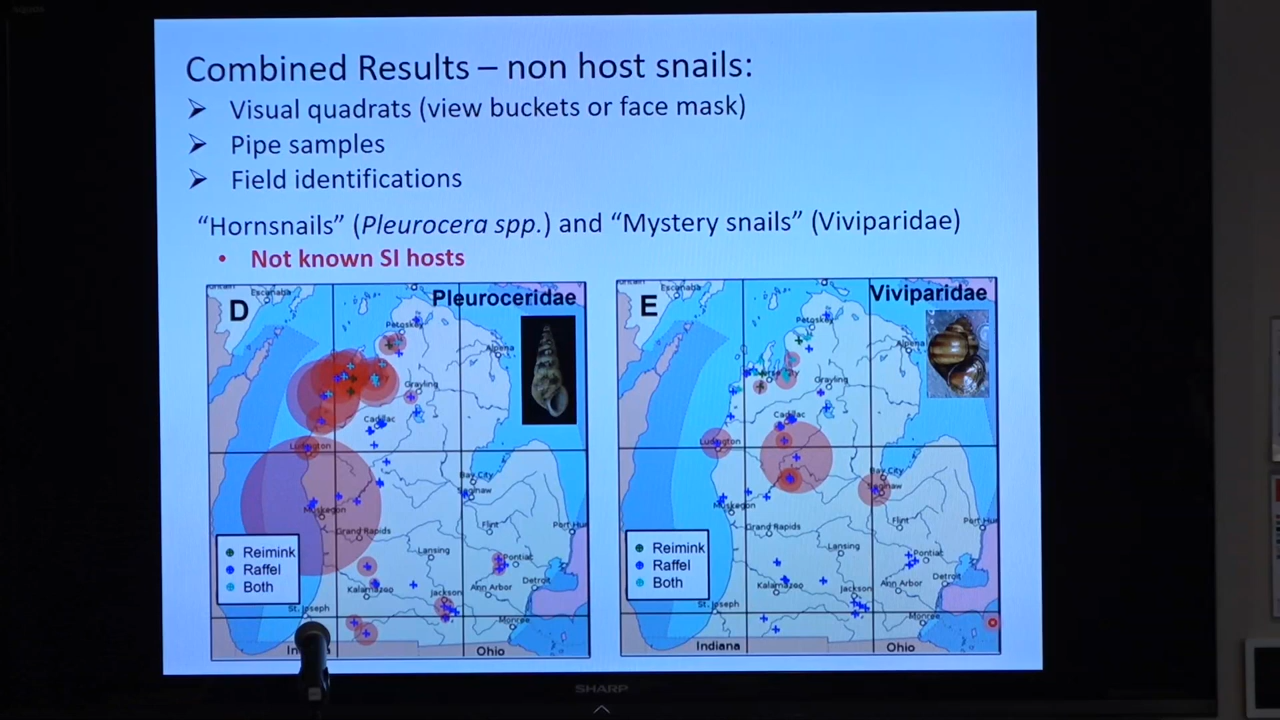 Combined Results – non host snails:
➢ Visual quadrats (view buckets or face mask)
➢ Pipe samples
➢ Field identifications
“Hornsnails” (Pleurocera spp.) and “Mystery snails” (Viviparidae)
• Not known SI hosts
D
Pleuroceridae
Escanaba
Petoskey
Alpena
Grayling
Cadillac
Ludington
Bay City
Saginaw
Muskegon
Grand Rapids
Flint
Port Hu
Lansing
Pontiac
Kalamazoo
Jackson
Ann Arbor
Detroit
St. Joseph
Monroe
Ohio
Reimink
Raffel
Both
E
Viviparidae
Escanaba
Petoskey
Alpena
Grayling
Cadillac
Ludington
Bay City
Saginaw
Muskegon
Grand Rapids
Flint
Port Hu
Lansing
Pontiac
Kalamazoo
Jackson
Ann Arbor
Detroit
St. Joseph
Monroe
Indiana
Ohio
Reimink
Raffel
Both
SHARP